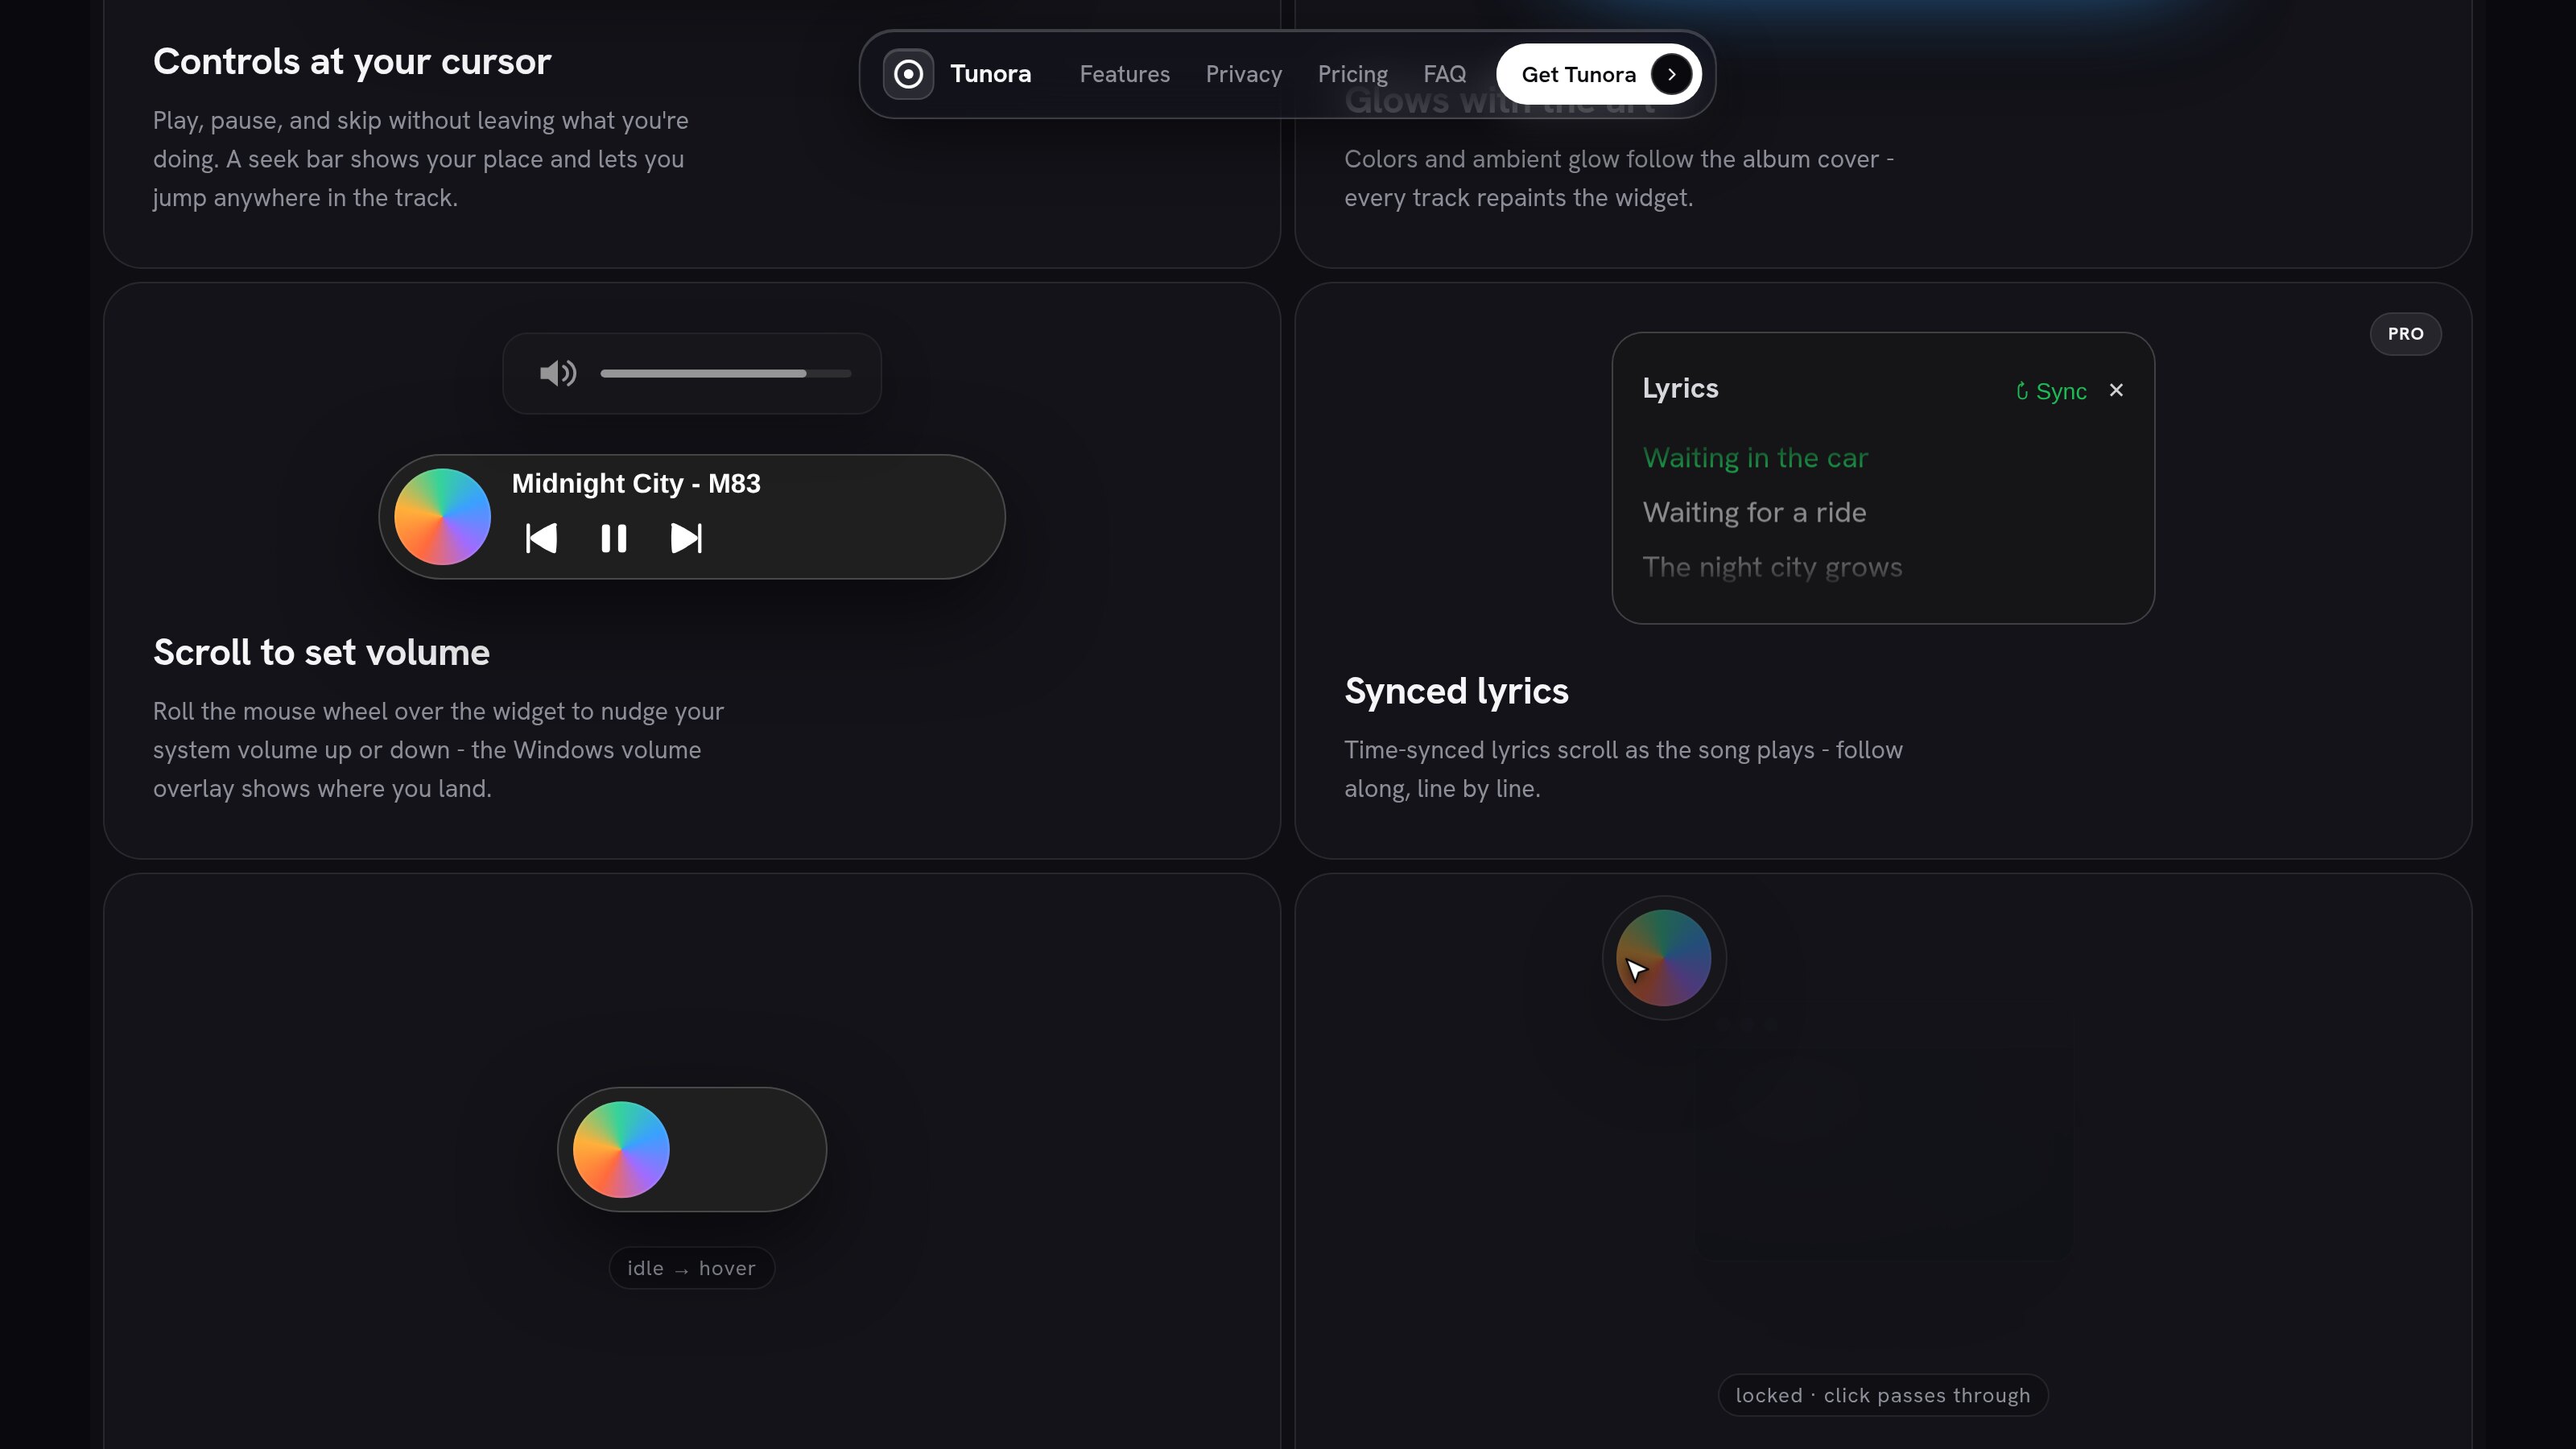 Tunora
Features
Privacy
Pricing
FAQ
Get Tunora
Controls at your cursor
Play, pause, and skip without leaving what you're
doing. A seek bar shows your place and lets you
jump anywhere in the track.
Glows with the art
Colors and ambient glow follow the album cover -
every track repaints the widget.
Midnight City - M83
Scroll to set volume
Roll the mouse wheel over the widget to nudge your
system volume up or down - the Windows volume
overlay shows where you land.
PRO
Lyrics
Sync
Waiting in the car
Waiting for a ride
The night city grows
Synced lyrics
Time-synced lyrics scroll as the song plays - follow
along, line by line.
idle → hover
locked · click passes through